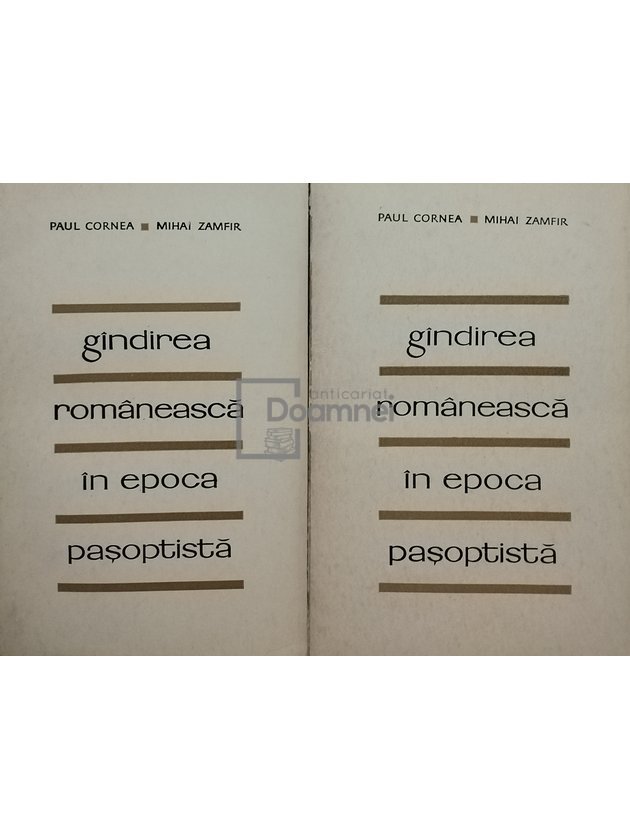 PAUL CORNEA ■ MIHAI ZAMFIR
gîndirea
românească
în epoca
pașoptistă
PAUL CORNEA ■ MIHAI ZAMFIR
gîndirea
românească
în epoca
pașoptistă
anticariat
Doamnei